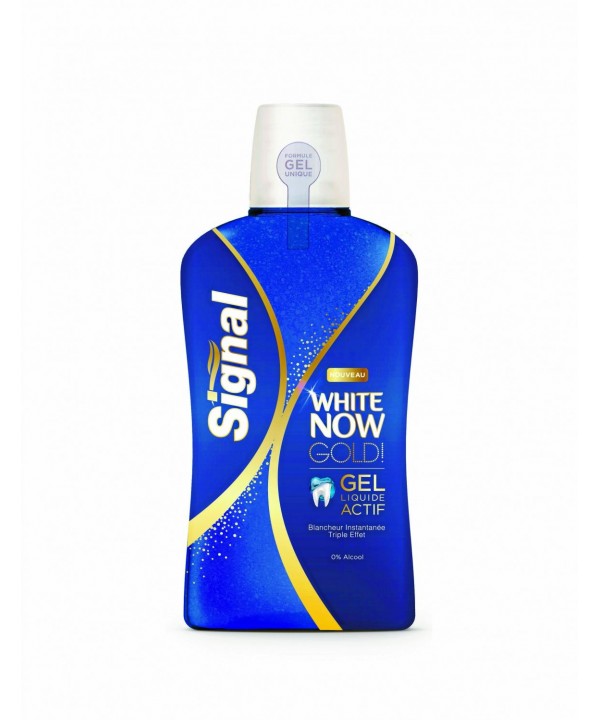 FORMULE
GEL
UNIQUE
Signal
NOUVEAU
WHITE
NOW
GOLD!
GEL
LIQUIDE
ACTIF
Blancheur Instantanée
Triple Effet
0% Alcool